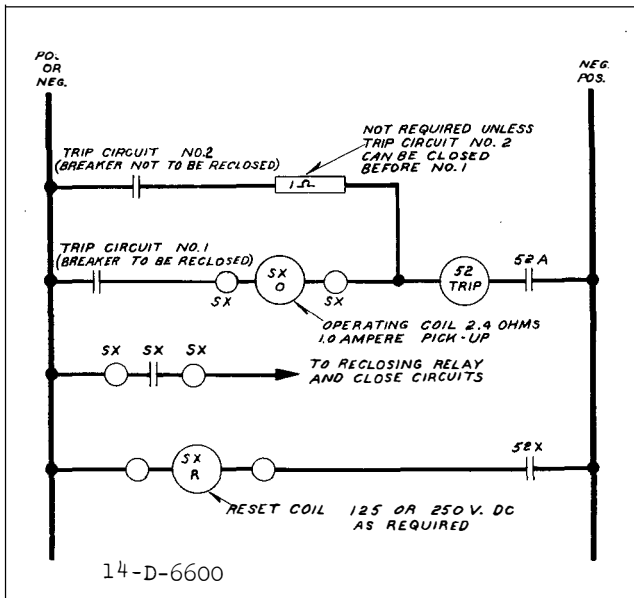 PO. OR NEG.
NEG. POS.
NOT REQUIRED UNLESS
TRIP CIRCUIT NO. 2
CAN BE CLOSED
BEFORE NO. 1
TRIP CIRCUIT NO.2
(BREAKER NOT TO BE RECLOSED)
1Ω
TRIP CIRCUIT NO.1
(BREAKER TO BE RECLOSED)
SX
SX
O
SX
52
TRIP
52A
OPERATING COIL 2.4 OHMS
1.0 AMPERE PICK-UP
SX
SX
SX
TO RECLOSING RELAY
AND CLOSE CIRCUITS
SX
R
52X
RESET COIL 125 OR 250 V. DC
AS REQUIRED
14-D-6600